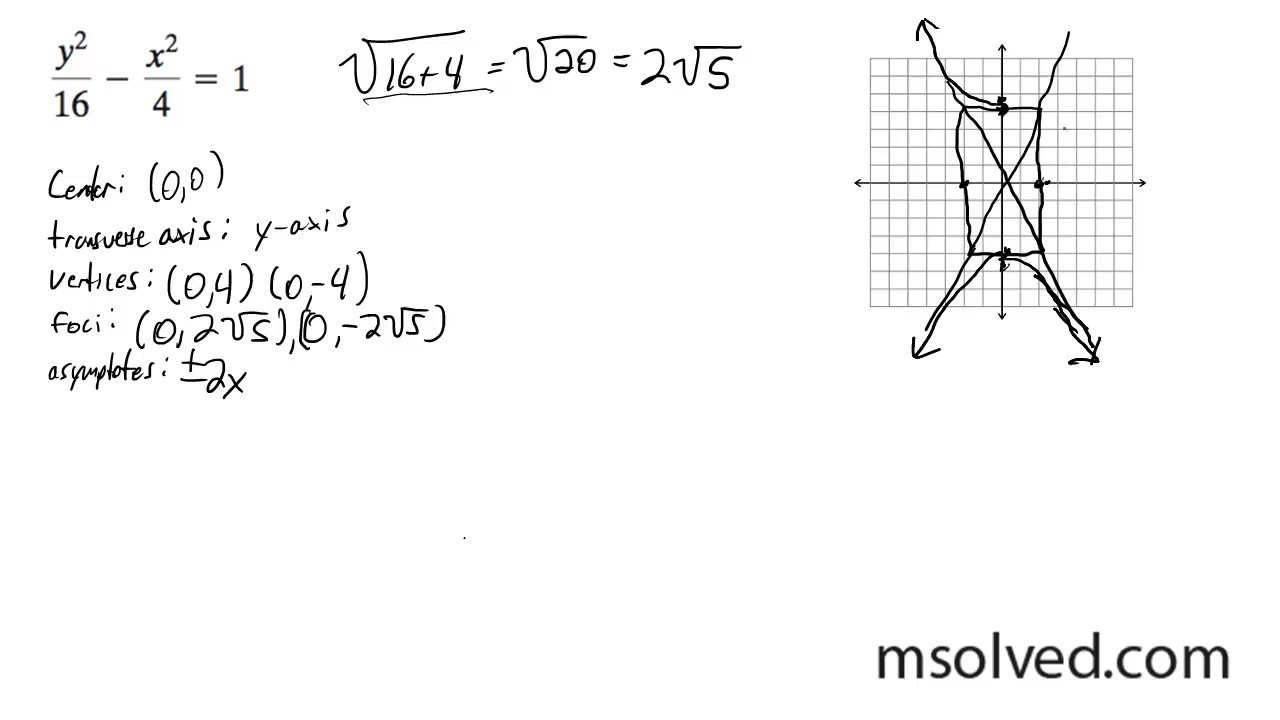 y²/16 − x²/4 = 1
√16+4 = √20 = 2√5
Center: (0,0)
transverse axis: y-axis
vertices: (0,4) (0,-4)
foci: (0, 2√5), (0, -2√5)
asymptotes: ±2x
msolved.com